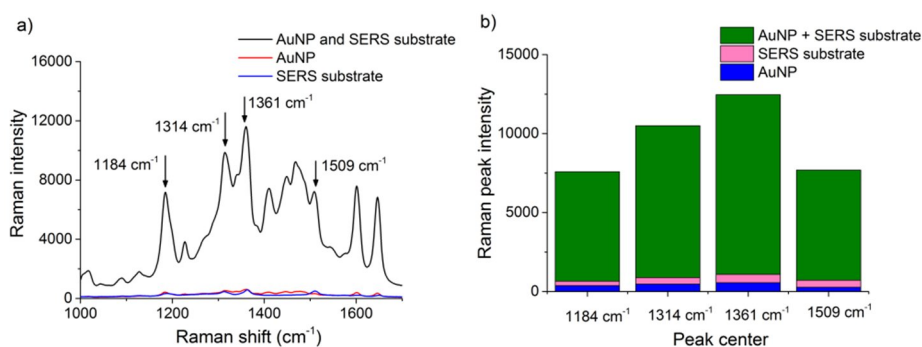 a)
AuNP and SERS substrate
AuNP
SERS substrate
16000
12000
8000
4000
0
Raman intensity
1184 cm⁻¹
1314 cm⁻¹
1361 cm⁻¹
1509 cm⁻¹
1000
1200
1400
1600
Raman shift (cm⁻¹)
b)
AuNP + SERS substrate
SERS substrate
AuNP
15000
10000
5000
0
Raman peak intensity
1184 cm⁻¹
1314 cm⁻¹
1361 cm⁻¹
1509 cm⁻¹
Peak center